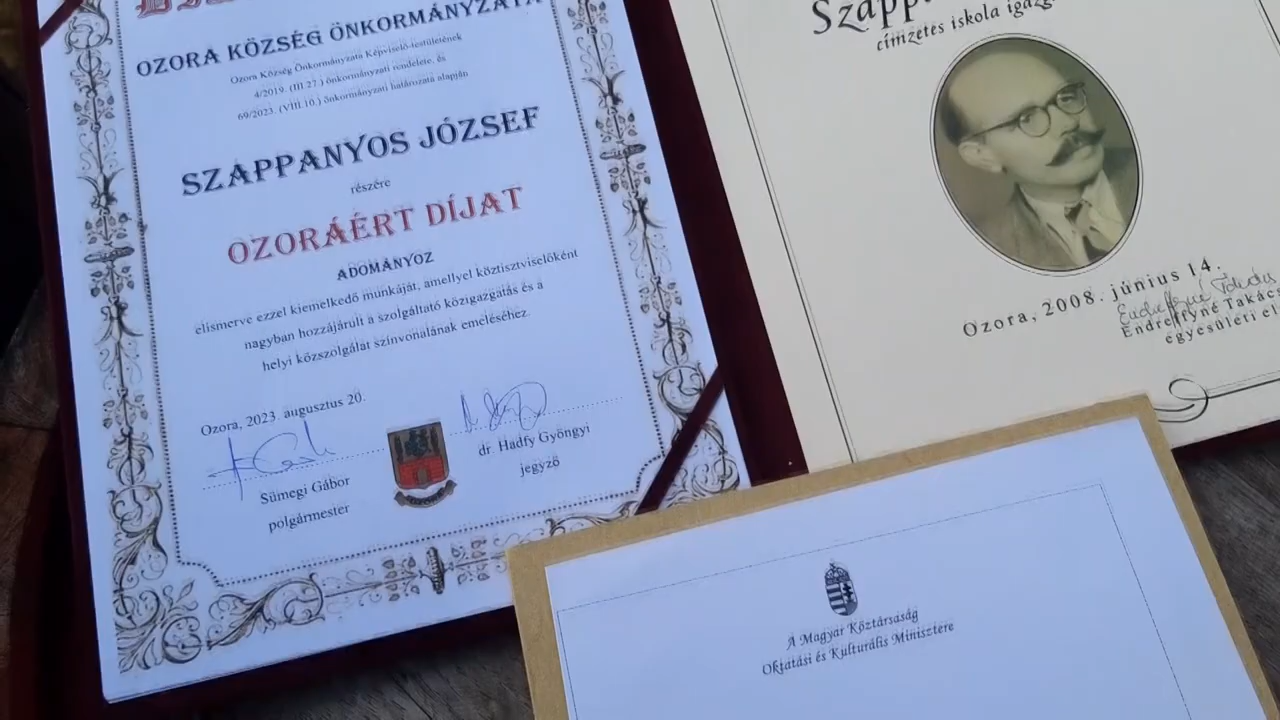 OZORA KÖZSÉG ÖNKORMÁNYZATA
Ozora Község Önkormányzata Képviselő-testületének
4/2019. (III.27.) önkormányzati rendelete, és
69/2023. (VIII.10.) önkormányzati határozata alapján
SZAPPANYOS JÓZSEF
részére
OZORÁÉRT DÍJAT
ADOMÁNYOZ
elismerve ezzel kiemelkedő munkáját, amellyel köztisztviselőként
nagyban hozzájárult a szolgáltató közigazgatás és a
helyi közszolgálat színvonalának emeléséhez.
Ozora, 2023. augusztus 20.
Sümegi Gábor
polgármester
dr. Hadfy Gyöngyi
jegyző
Szapp
címzetes iskola igazg
Ozora, 2008. június 14.
Endreffyné Takács
egyesületi el
A Magyar Köztársaság
Oktatási és Kulturális Minisztere